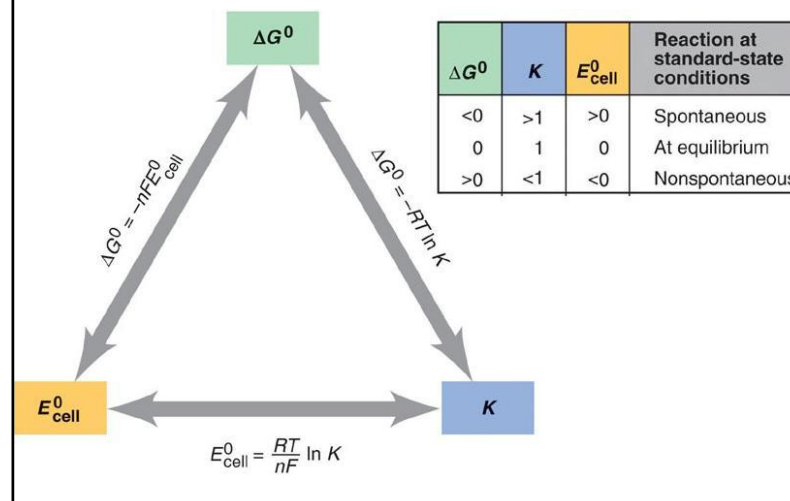 ΔG⁰
ΔG⁰ K E⁰cell Reaction at standard-state conditions
<0 >1 >0 Spontaneous
0 1 0 At equilibrium
>0 <1 <0 Nonspontaneous
ΔG⁰ = –nFE⁰cell
ΔG⁰ = –RT ln K
E⁰cell
K
E⁰cell = RT/nF ln K